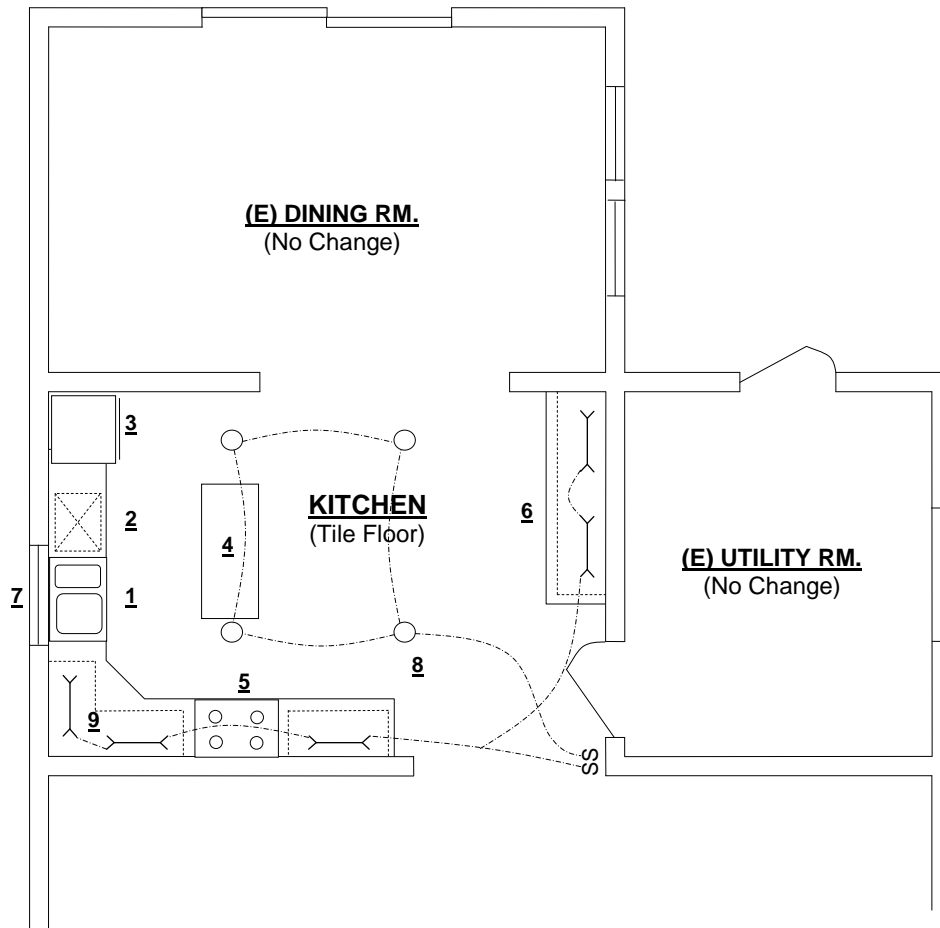 (E) DINING RM.
(No Change)
3
KITCHEN
(Tile Floor)
2
6
4
(E) UTILITY RM.
(No Change)
7
1
8
5
9
SS